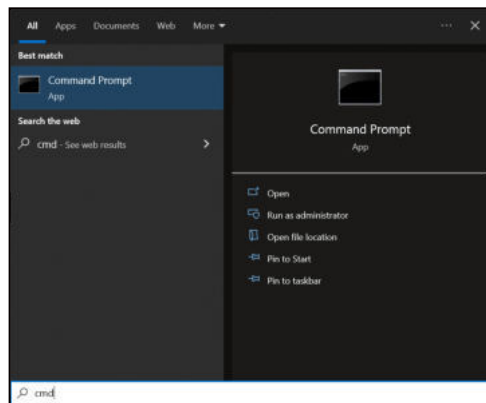 All Apps Documents Web More
Best match
Command Prompt
App
Search the web
cmd - See web results
Command Prompt
App
Open
Run as administrator
Open file location
Pin to Start
Pin to taskbar
cmd